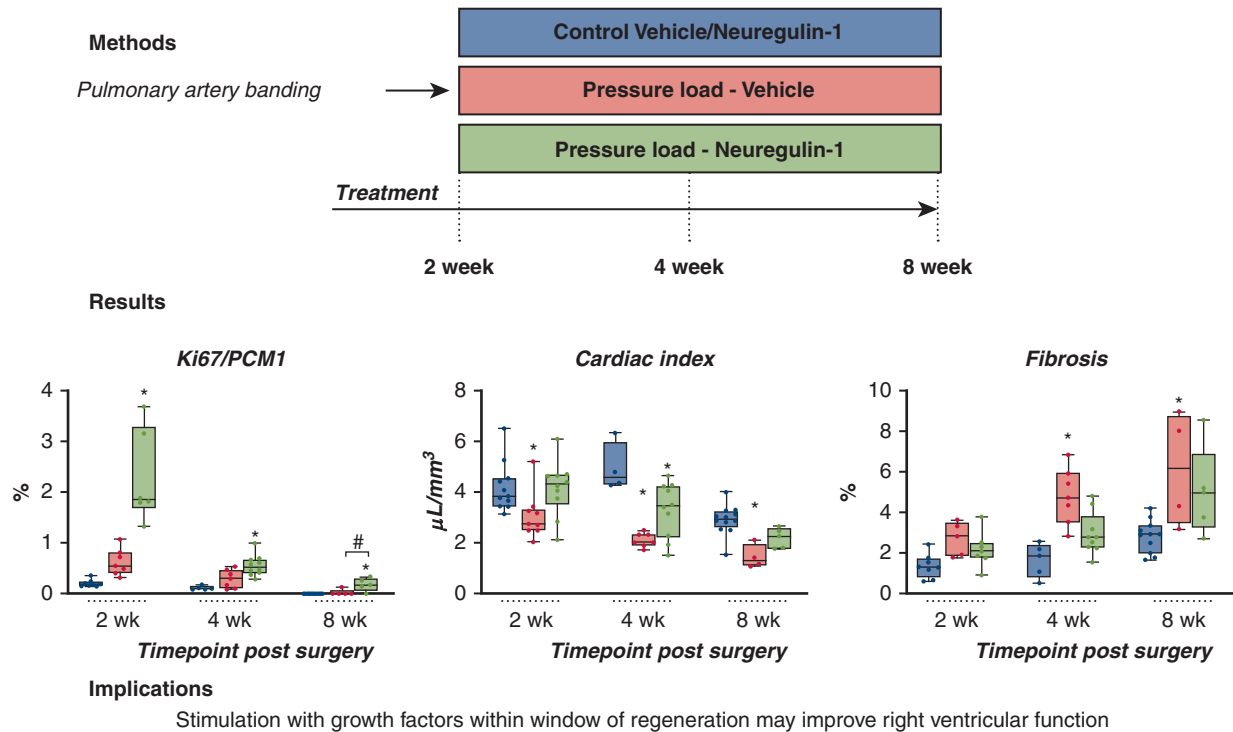 Methods
Control Vehicle/Neuregulin-1
Pulmonary artery banding
Pressure load - Vehicle
Pressure load - Neuregulin-1
Treatment
2 week
4 week
8 week
Results
Ki67/PCM1
4
3
2
1
0
%
*
*
#
*
2 wk
4 wk
8 wk
Timepoint post surgery
Cardiac index
8
6
4
2
0
µL/mm³
*
*
*
*
2 wk
4 wk
8 wk
Timepoint post surgery
Fibrosis
10
8
6
4
2
0
%
*
*
2 wk
4 wk
8 wk
Timepoint post surgery
Implications
Stimulation with growth factors within window of regeneration may improve right ventricular function